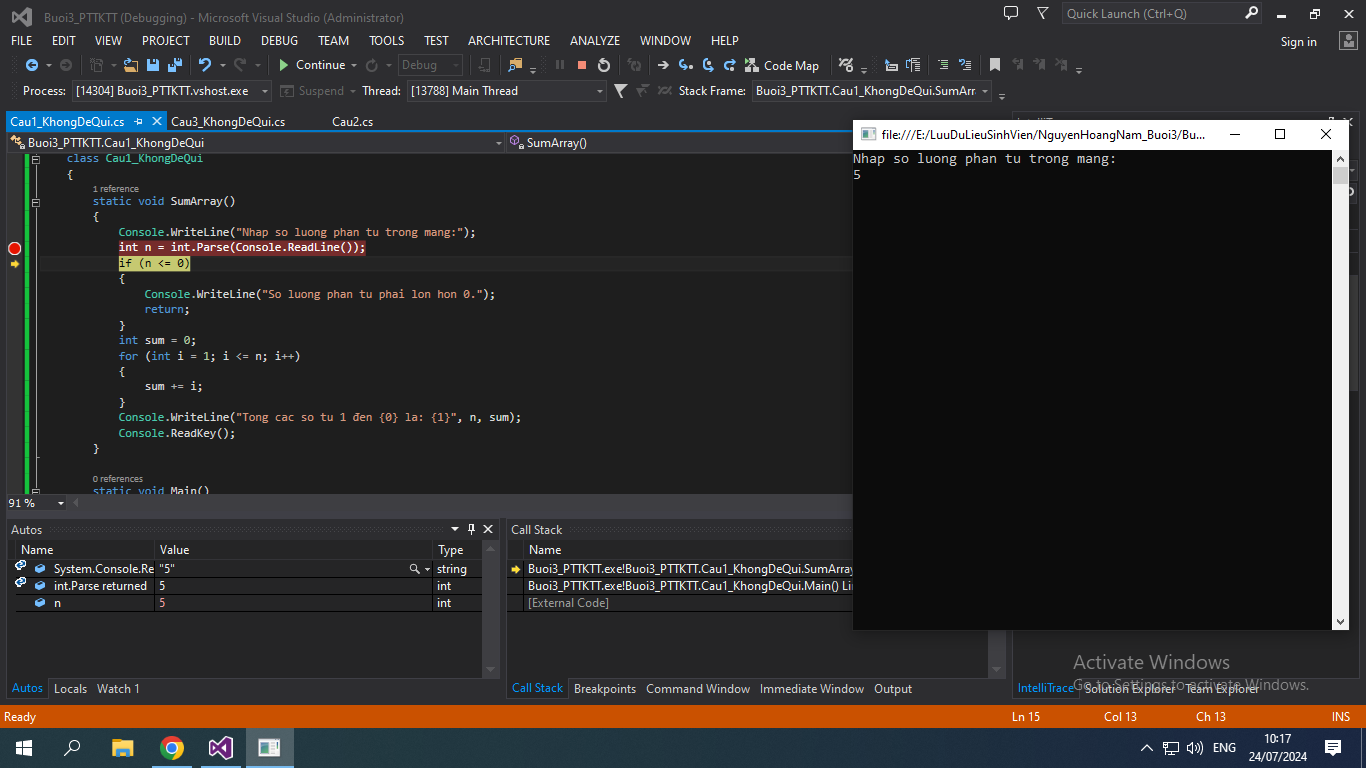 Buoi3_PTTKTT (Debugging) - Microsoft Visual Studio (Administrator)
Quick Launch (Ctrl+Q)
FILE EDIT VIEW PROJECT BUILD DEBUG TEAM TOOLS TEST ARCHITECTURE ANALYZE WINDOW HELP
Sign in
Continue Debug Code Map
Process: [14304] Buoi3_PTTKTT.vshost.exe Suspend Thread: [13788] Main Thread Stack Frame: Buoi3_PTTKTT.Cau1_KhongDeQui.SumArr
Cau1_KhongDeQui.cs Cau3_KhongDeQui.cs Cau2.cs
Buoi3_PTTKTT.Cau1_KhongDeQui SumArray()
class Cau1_KhongDeQui
{
1 reference
static void SumArray()
{
Console.WriteLine("Nhap so luong phan tu trong mang:");
int n = int.Parse(Console.ReadLine());
if (n <= 0)
{
Console.WriteLine("So luong phan tu phai lon hon 0.");
return;
}
int sum = 0;
for (int i = 1; i <= n; i++)
{
sum += i;
}
Console.WriteLine("Tong cac so tu 1 đen {0} la: {1}", n, sum);
Console.ReadKey();
}
0 references
static void Main()
91 %
file:///E:/LuuDuLieuSinhVien/NguyenHoangNam_Buoi3/Bu...
Nhap so luong phan tu trong mang:
5
Autos
Name Value Type
System.Console.Re "5" string
int.Parse returned 5 int
n 5 int
Autos Locals Watch 1
Call Stack
Name
Buoi3_PTTKTT.exe!Buoi3_PTTKTT.Cau1_KhongDeQui.SumArray
Buoi3_PTTKTT.exe!Buoi3_PTTKTT.Cau1_KhongDeQui.Main() Li
[External Code]
Call Stack Breakpoints Command Window Immediate Window Output
IntelliTrace Solution Explorer Team Explorer
Activate Windows
Go to Settings to activate Windows.
Ready Ln 15 Col 13 Ch 13 INS
ENG
10:17
24/07/2024